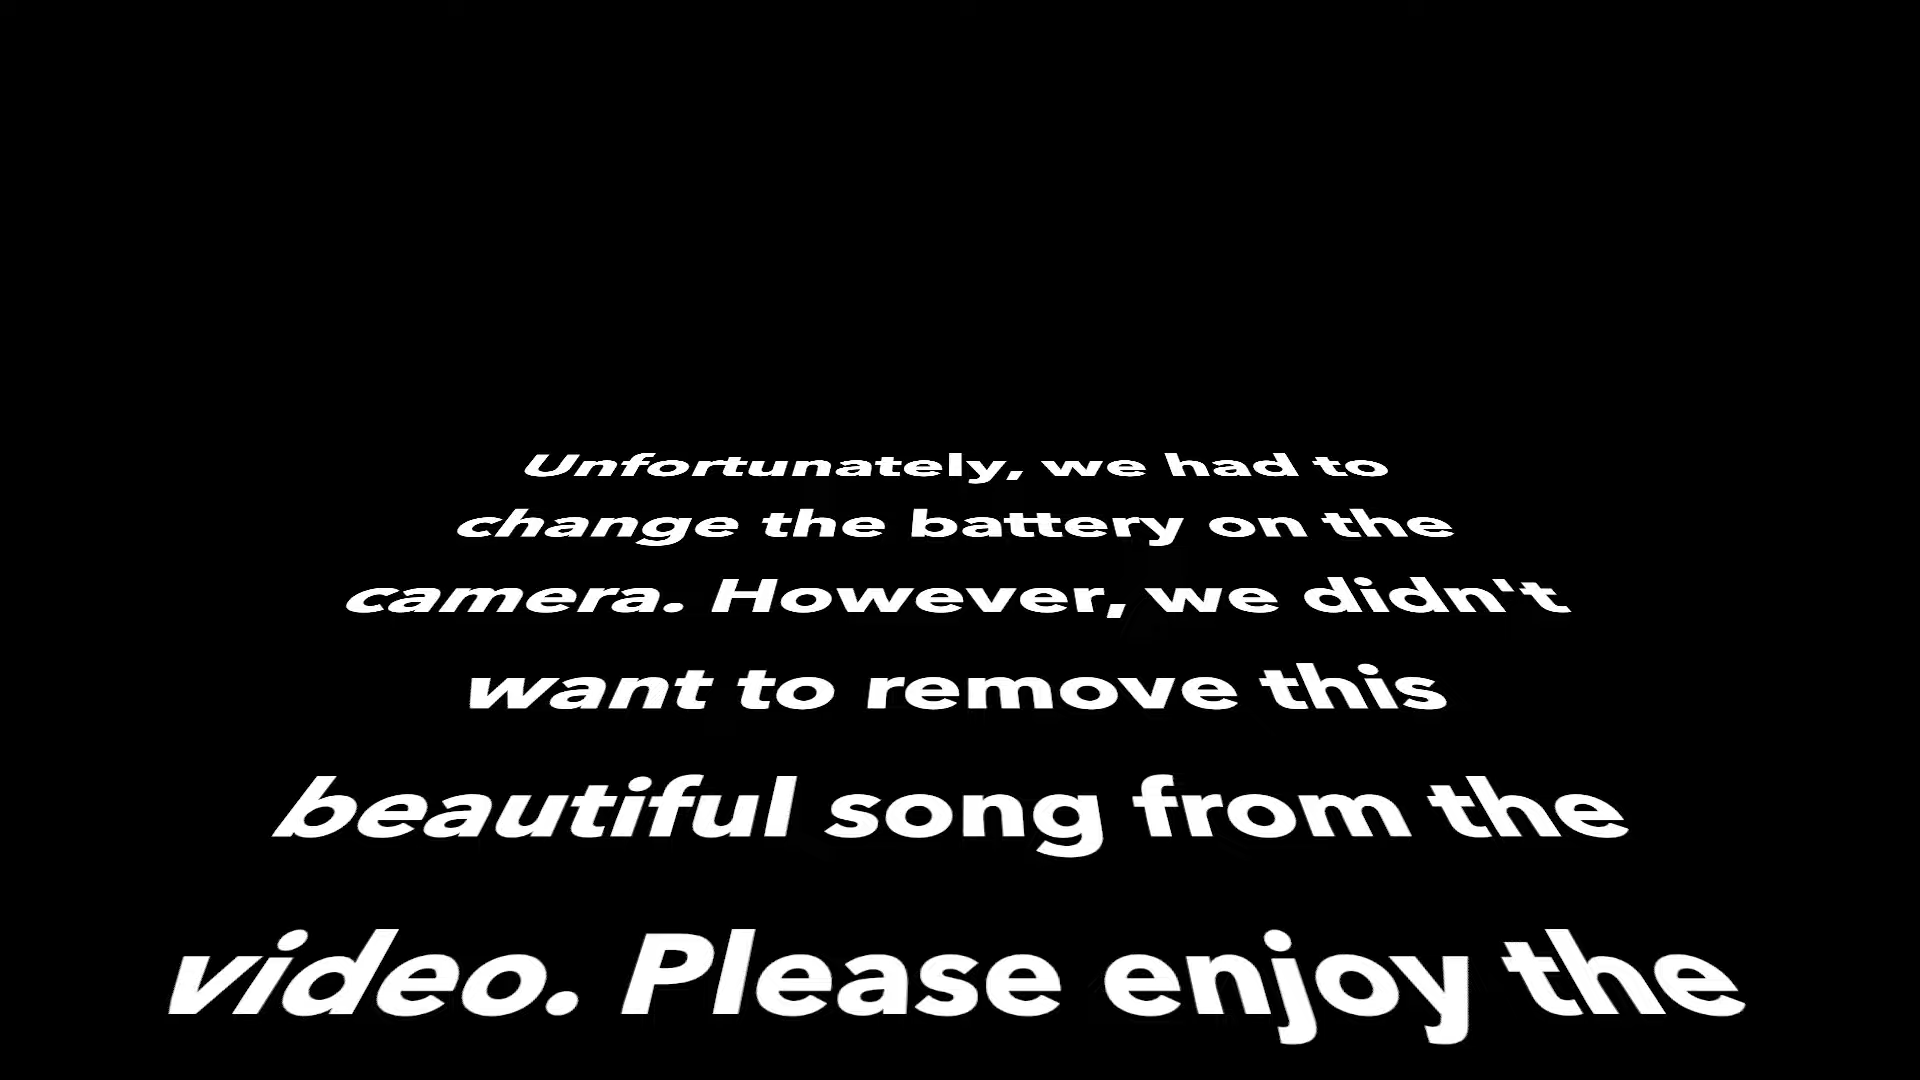 Unfortunately, we had to
change the battery on the
camera. However, we didn't
want to remove this
beautiful song from the
video. Please enjoy the